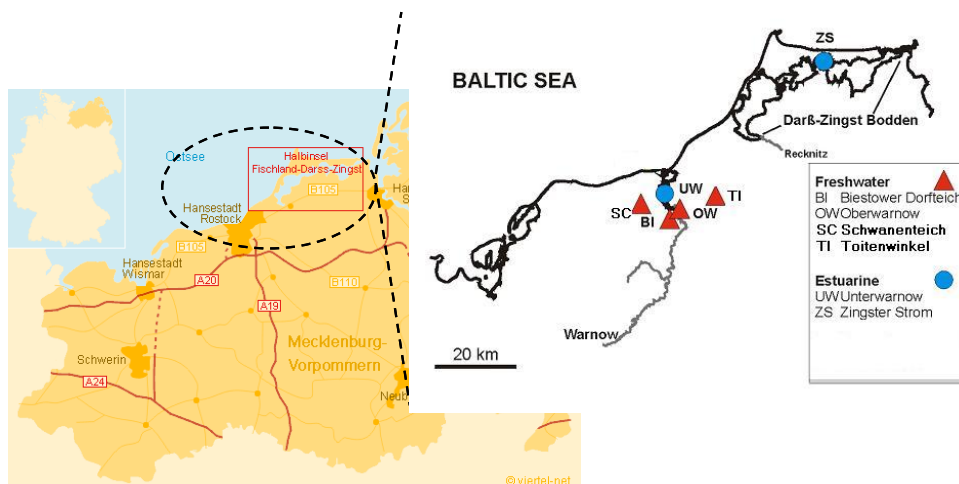 Ostsee
Halbinsel
Fischland-Darss-Zingst
B105
Hansestadt
Rostock
B105
Hansestadt
Wismar
A20
B110
A19
Mecklenburg-
Vorpommern
Schwerin
A24
© viertel-net
BALTIC SEA
ZS
Darß-Zingst Bodden
Recknitz
UW
TI
SC
OW
BI
Warnow
20 km
Freshwater
BI Biestower Dorfteich
OW Oberwarnow
SC Schwanenteich
TI Toitenwinkel
Estuarine
UW Unterwarnow
ZS Zingster Strom